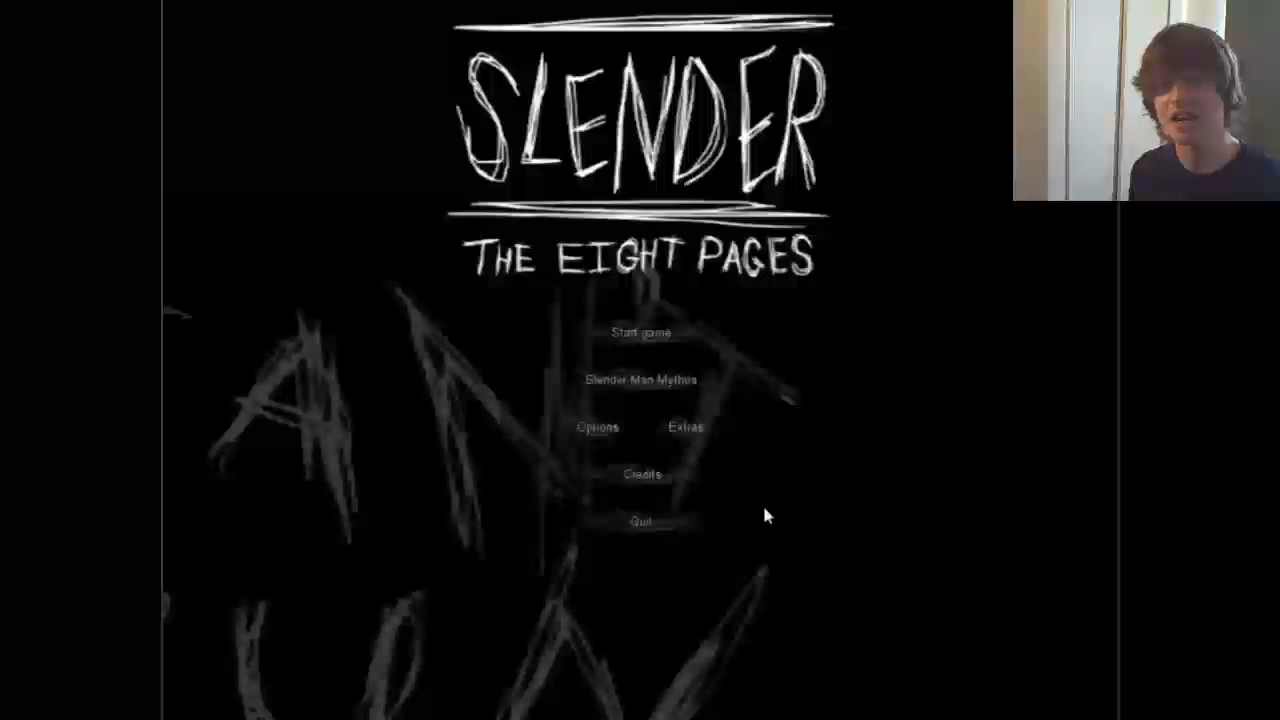 SLENDER
THE EIGHT PAGES
Start game
Slender Man Mythos
Options Extras
Credits
Quit